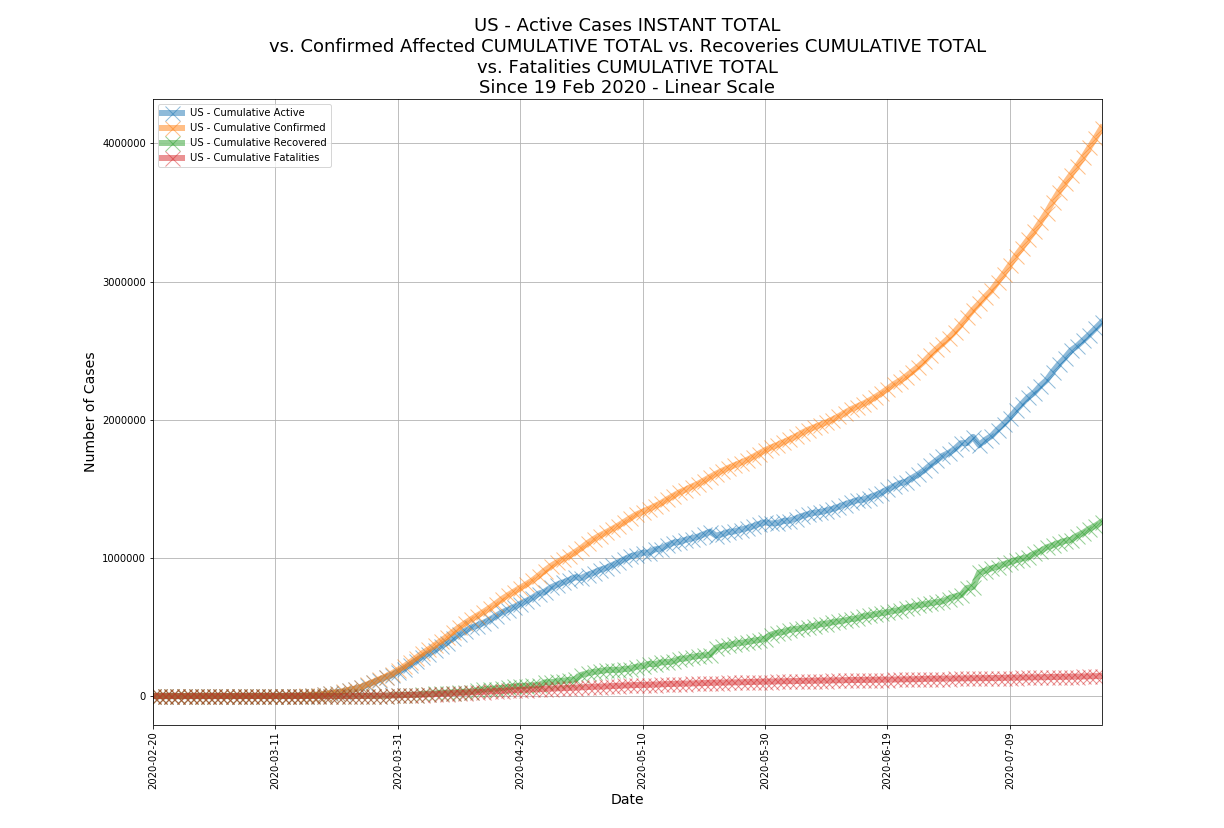 US - Active Cases INSTANT TOTAL
vs. Confirmed Affected CUMULATIVE TOTAL vs. Recoveries CUMULATIVE TOTAL
vs. Fatalities CUMULATIVE TOTAL
Since 19 Feb 2020 - Linear Scale
US - Cumulative Active
US - Cumulative Confirmed
US - Cumulative Recovered
US - Cumulative Fatalities
Number of Cases
4000000
3000000
2000000
1000000
0
2020-02-20
2020-03-11
2020-03-31
2020-04-20
2020-05-10
2020-05-30
2020-06-19
2020-07-09
Date